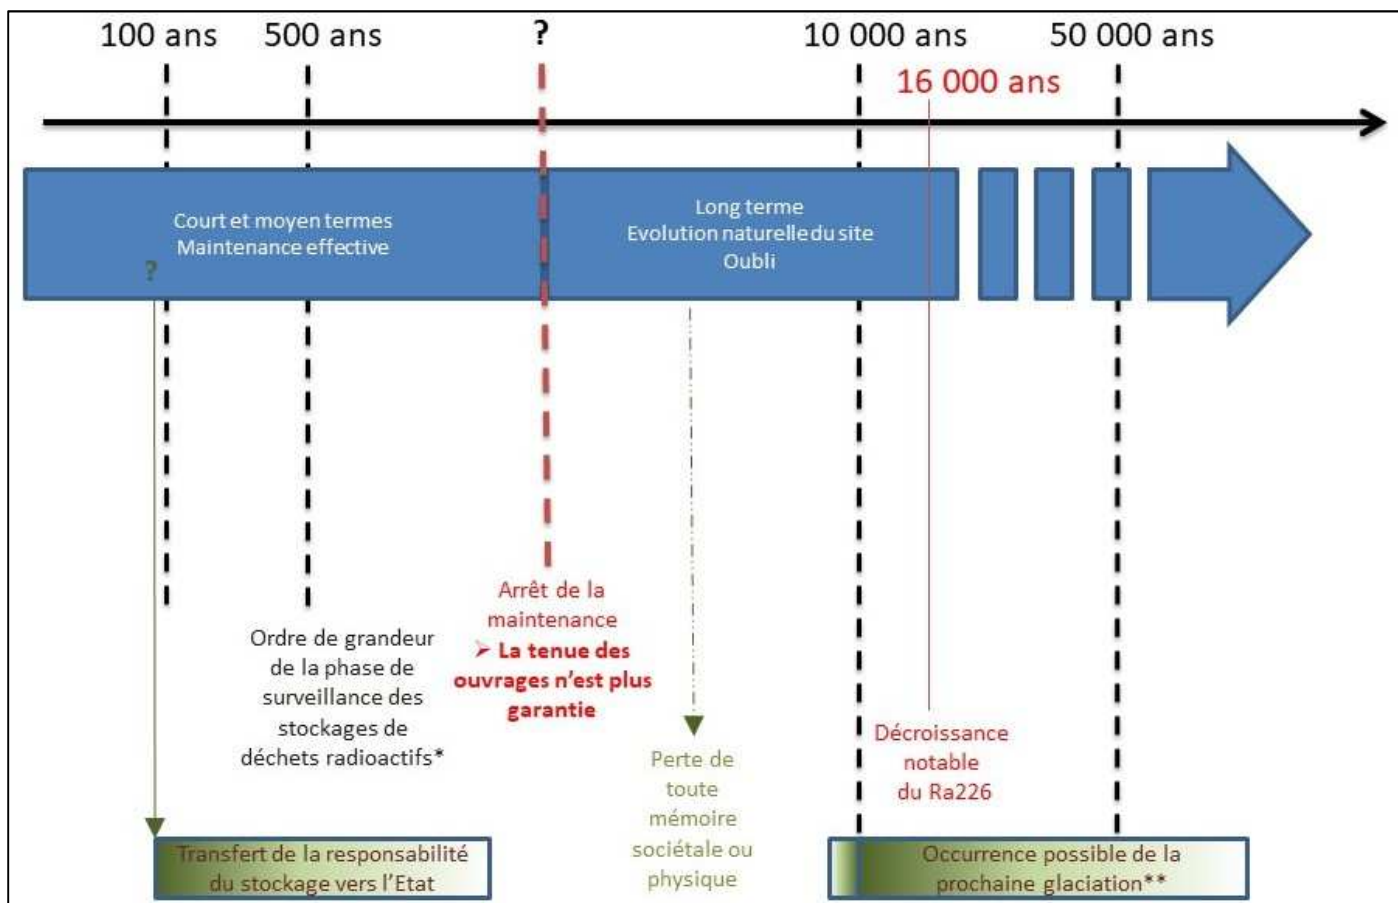 100 ans
500 ans
?
10 000 ans
50 000 ans
16 000 ans
Court et moyen termes
Maintenance effective
?
Long terme
Evolution naturelle du site
Oubli
Arrêt de la
maintenance
➢ La tenue des
ouvrages n'est plus
garantie
Ordre de grandeur
de la phase de
surveillance des
stockages de
déchets radioactifs*
Perte de
toute
mémoire
sociétale ou
physique
Décroissance
notable
du Ra226
Transfert de la responsabilité
du stockage vers l'Etat
Occurrence possible de la
prochaine glaciation**